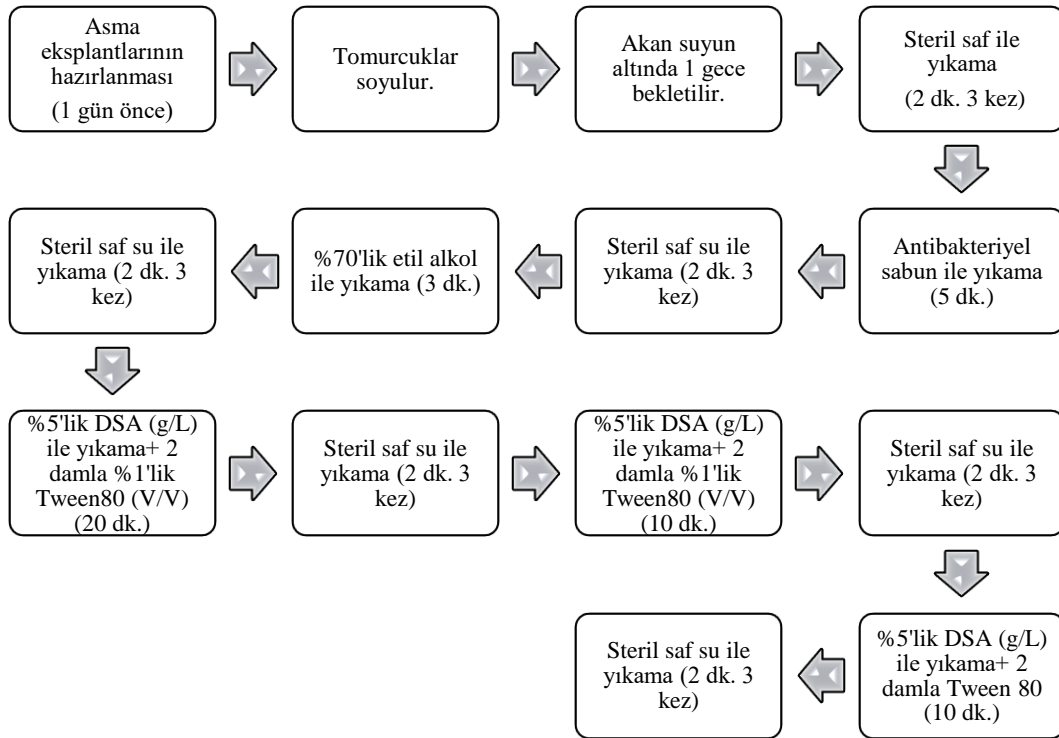 Asma
eksplantlarının
hazırlanması
(1 gün önce)
Tomurcuklar
soyulur.
Akan suyun
altında 1 gece
bekletilir.
Steril saf ile
yıkama
(2 dk. 3 kez)
Antibakteriyel
sabun ile yıkama
(5 dk.)
Steril saf su ile
yıkama (2 dk. 3
kez)
%70'lik etil alkol
ile yıkama (3 dk.)
Steril saf su ile
yıkama (2 dk. 3
kez)
%5'lik DSA (g/L)
ile yıkama+ 2
damla %1'lik
Tween80 (V/V)
(20 dk.)
Steril saf su ile
yıkama (2 dk. 3
kez)
%5'lik DSA (g/L)
ile yıkama+ 2
damla %1'lik
Tween80 (V/V)
(10 dk.)
Steril saf su ile
yıkama (2 dk. 3
kez)
%5'lik DSA (g/L)
ile yıkama+ 2
damla Tween 80
(10 dk.)
Steril saf su ile
yıkama (2 dk. 3
kez)